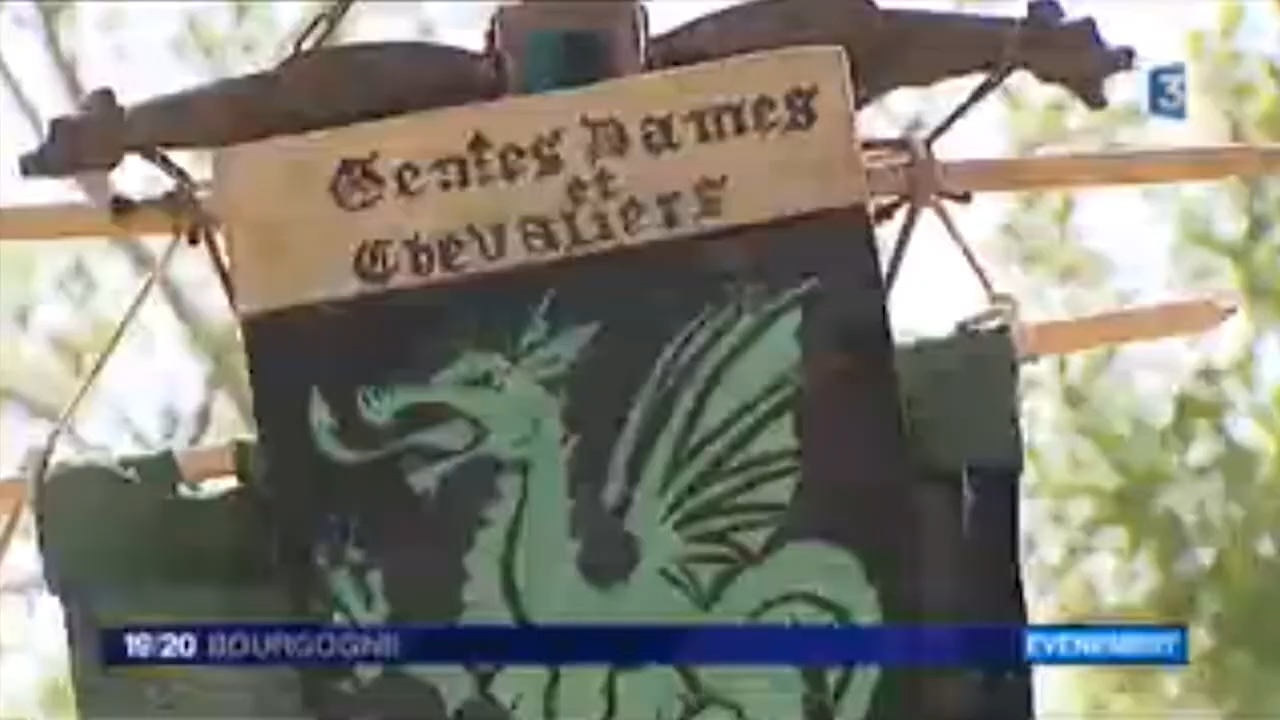 3
Gentes Dames
et
Chevaliers
19/20 BOURGOGNE
EVENEMENT